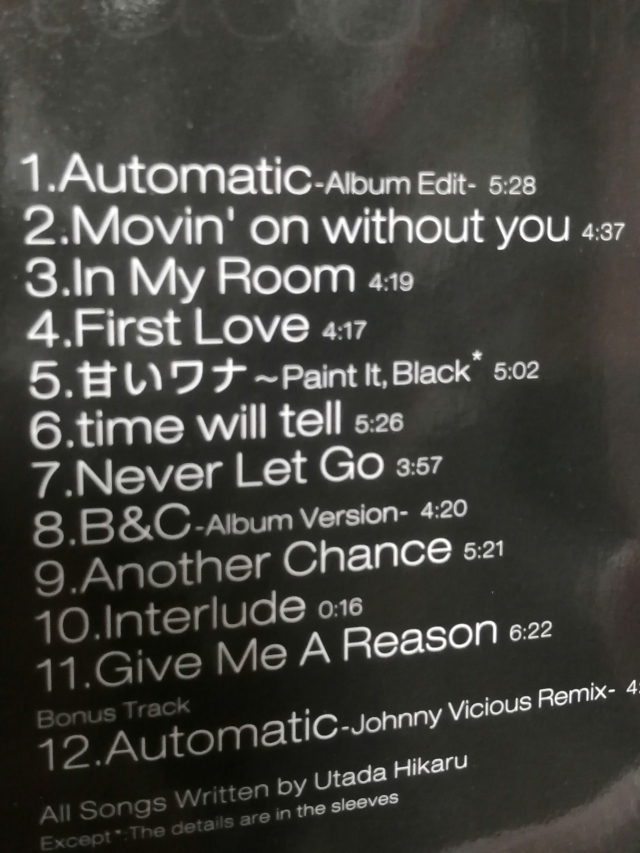 1.Automatic-Album Edit- 5:28
2.Movin' on without you 4:37
3.In My Room 4:19
4.First Love 4:17
5.甘いワナ～Paint It, Black* 5:02
6.time will tell 5:26
7.Never Let Go 3:57
8.B&C-Album Version- 4:20
9.Another Chance 5:21
10.Interlude 0:16
11.Give Me A Reason 6:22
Bonus Track
12.Automatic-Johnny Vicious Remix-
All Songs Written by Utada Hikaru
Except*:The details are in the sleeves